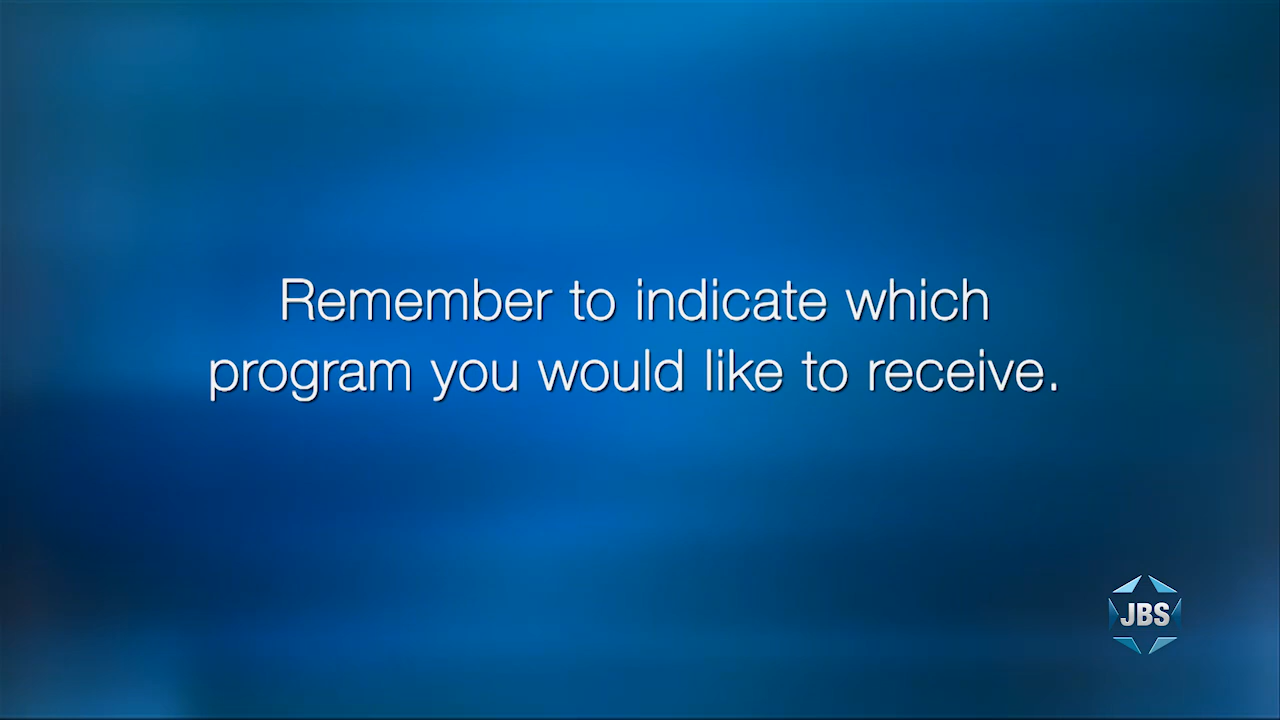 Remember to indicate which
program you would like to receive.
JBS